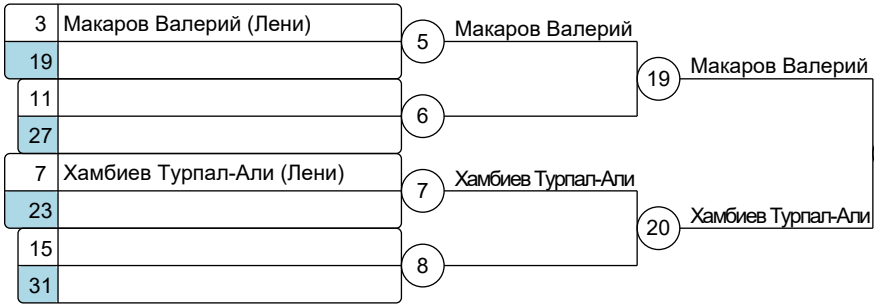 3 Макаров Валерий (Лени)
19
5 Макаров Валерий
11
27
6
19 Макаров Валерий
7 Хамбиев Турпал-Али (Лени)
23
7 Хамбиев Турпал-Али
15
31
8
20 Хамбиев Турпал-Али